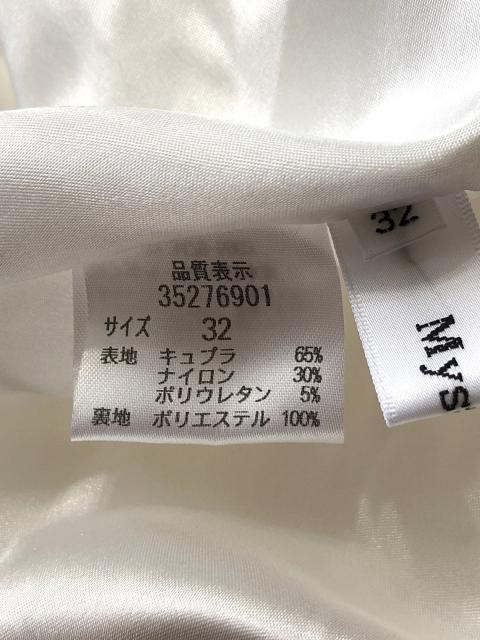 32
品質表示
35276901
サイズ 32
表地 キュプラ 65%
ナイロン 30%
ポリウレタン 5%
裏地 ポリエステル 100%
Mys